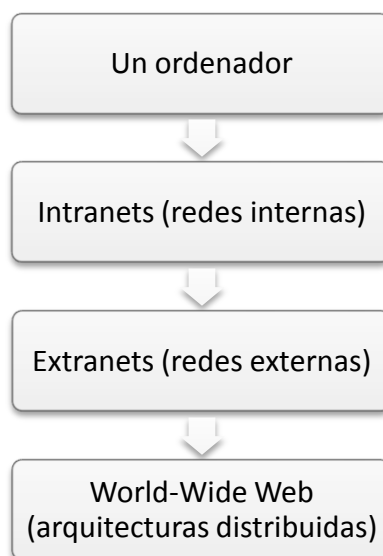 Un ordenador
Intranets (redes internas)
Extranets (redes externas)
World-Wide Web
(arquitecturas distribuidas)